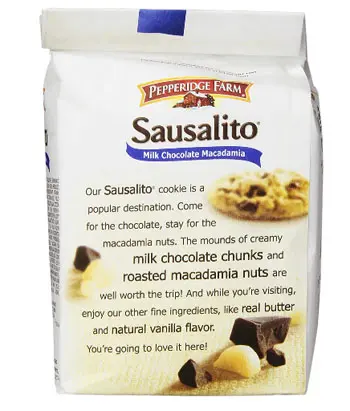 PEPPERIDGE FARM
Sausalito®
Milk Chocolate Macadamia
Our Sausalito® cookie is a
popular destination. Come
for the chocolate, stay for the
macadamia nuts. The mounds of creamy
milk chocolate chunks and
roasted macadamia nuts are
well worth the trip! And while you're visiting,
enjoy our other fine ingredients, like real butter
and natural vanilla flavor.
You're going to love it here!